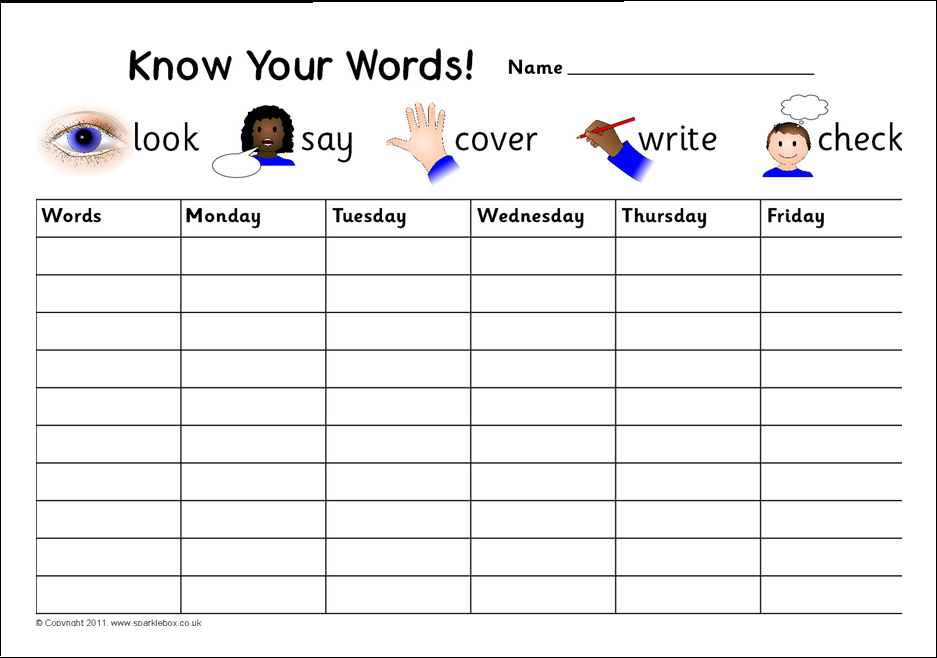 Know Your Words! Name
look say cover write check
Words Monday Tuesday Wednesday Thursday Friday
© Copyright 2011, www.sparklebox.co.uk